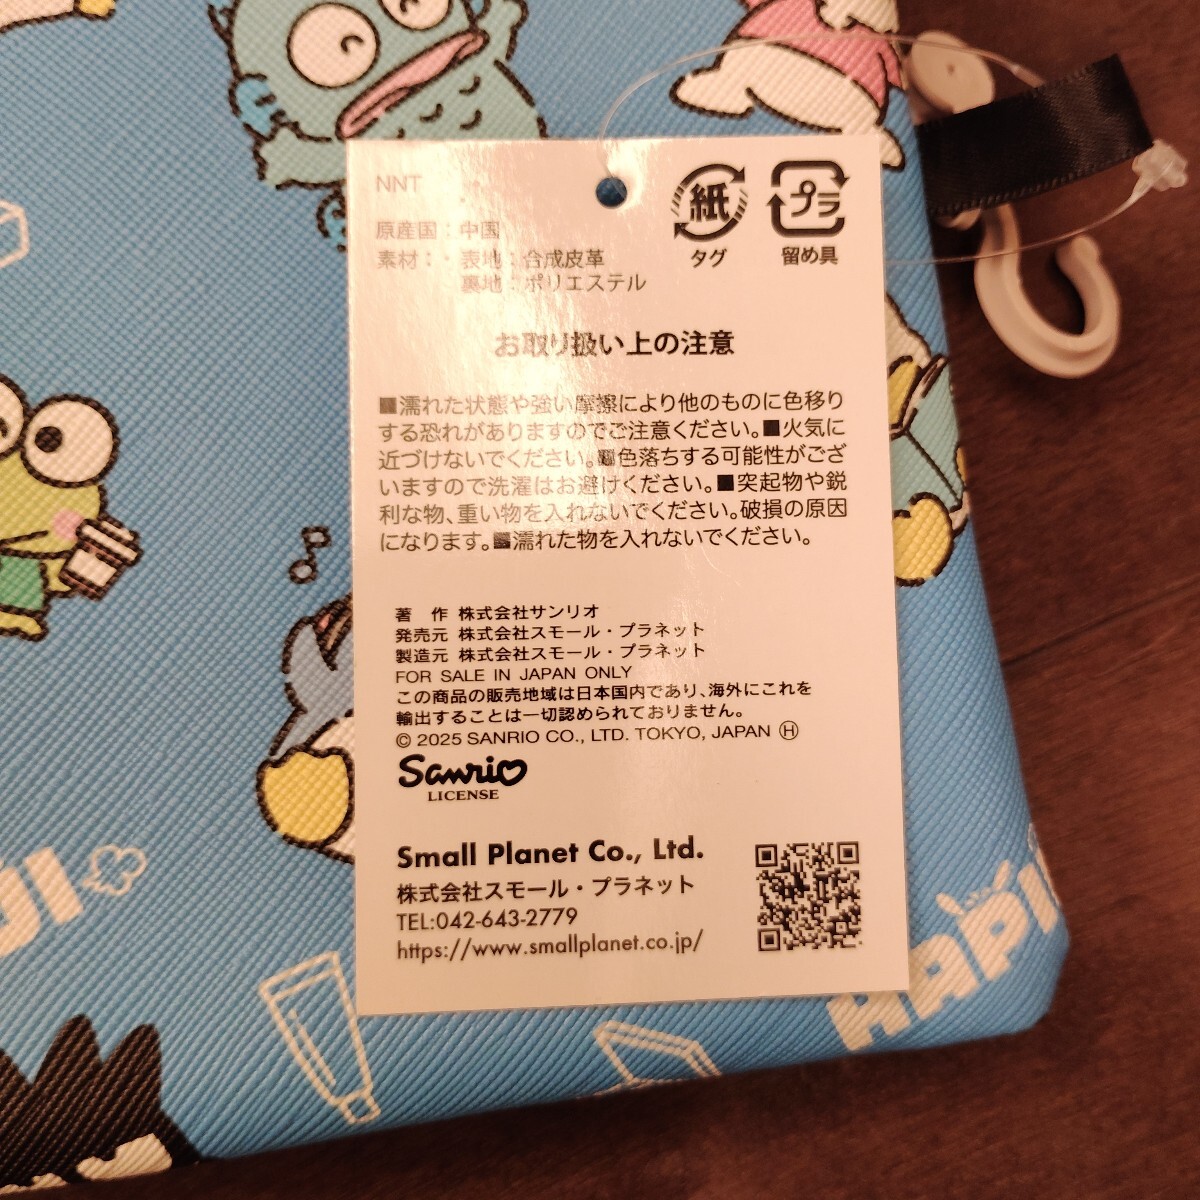 NNT
原産国：中国
素材：・表地：合成皮革
裏地：ポリエステル
紙
タグ
プラ
留め具
お取り扱い上の注意
■濡れた状態や強い摩擦により他のものに色移り
する恐れがありますのでご注意ください。■火気に
近づけないでください。■色落ちする可能性がござ
いますので洗濯はお避けください。■突起物や鋭
利な物、重い物を入れないでください。破損の原因
になります。■濡れた物を入れないでください。
著 作 株式会社サンリオ
発売元 株式会社スモール・プラネット
製造元 株式会社スモール・プラネット
FOR SALE IN JAPAN ONLY
この商品の販売地域は日本国内であり、海外にこれを
輸出することは一切認められておりません。
© 2025 SANRIO CO., LTD. TOKYO, JAPAN Ⓗ
Sanrio
LICENSE
Small Planet Co., Ltd.
株式会社スモール・プラネット
TEL:042-643-2779
https://www.smallplanet.co.jp/
HAPI